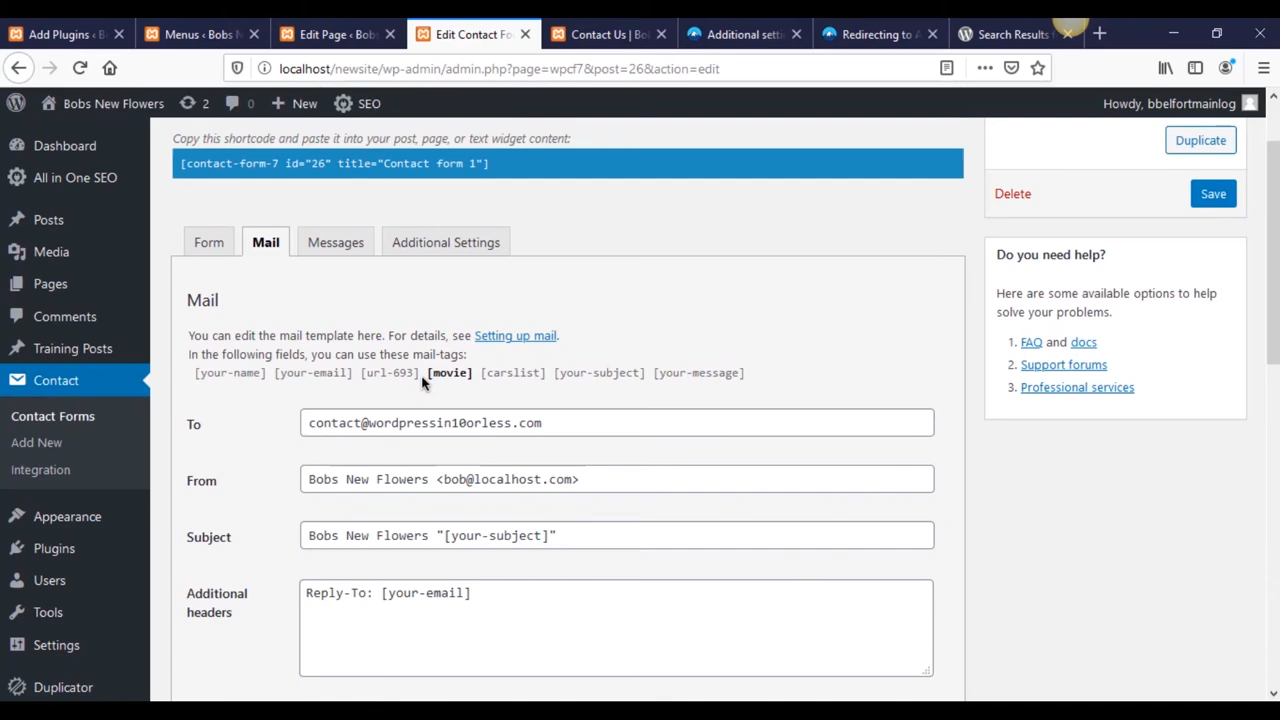 Add Plugins ‹ B
Menus ‹ Bobs N
Edit Page ‹ Bobs
Edit Contact Fo
Contact Us | Bo
Additional setti
Redirecting to A
Search Results f
localhost/newsite/wp-admin/admin.php?page=wpcf7&post=26&action=edit
Bobs New Flowers
2
0
New
SEO
Howdy, bbelfortmainlog
Dashboard
All in One SEO
Posts
Media
Pages
Comments
Training Posts
Contact
Contact Forms
Add New
Integration
Appearance
Plugins
Users
Tools
Settings
Duplicator
Copy this shortcode and paste it into your post, page, or text widget content:
[contact-form-7 id="26" title="Contact form 1"]
Form
Mail
Messages
Additional Settings
Mail
You can edit the mail template here. For details, see Setting up mail.
In the following fields, you can use these mail-tags:
[your-name] [your-email] [url-693] [movie] [carslist] [your-subject] [your-message]
To
contact@wordpressin10orless.com
From
Bobs New Flowers <bob@localhost.com>
Subject
Bobs New Flowers "[your-subject]"
Additional headers
Reply-To: [your-email]
Duplicate
Delete
Save
Do you need help?
Here are some available options to help
solve your problems.
1. FAQ and docs
2. Support forums
3. Professional services